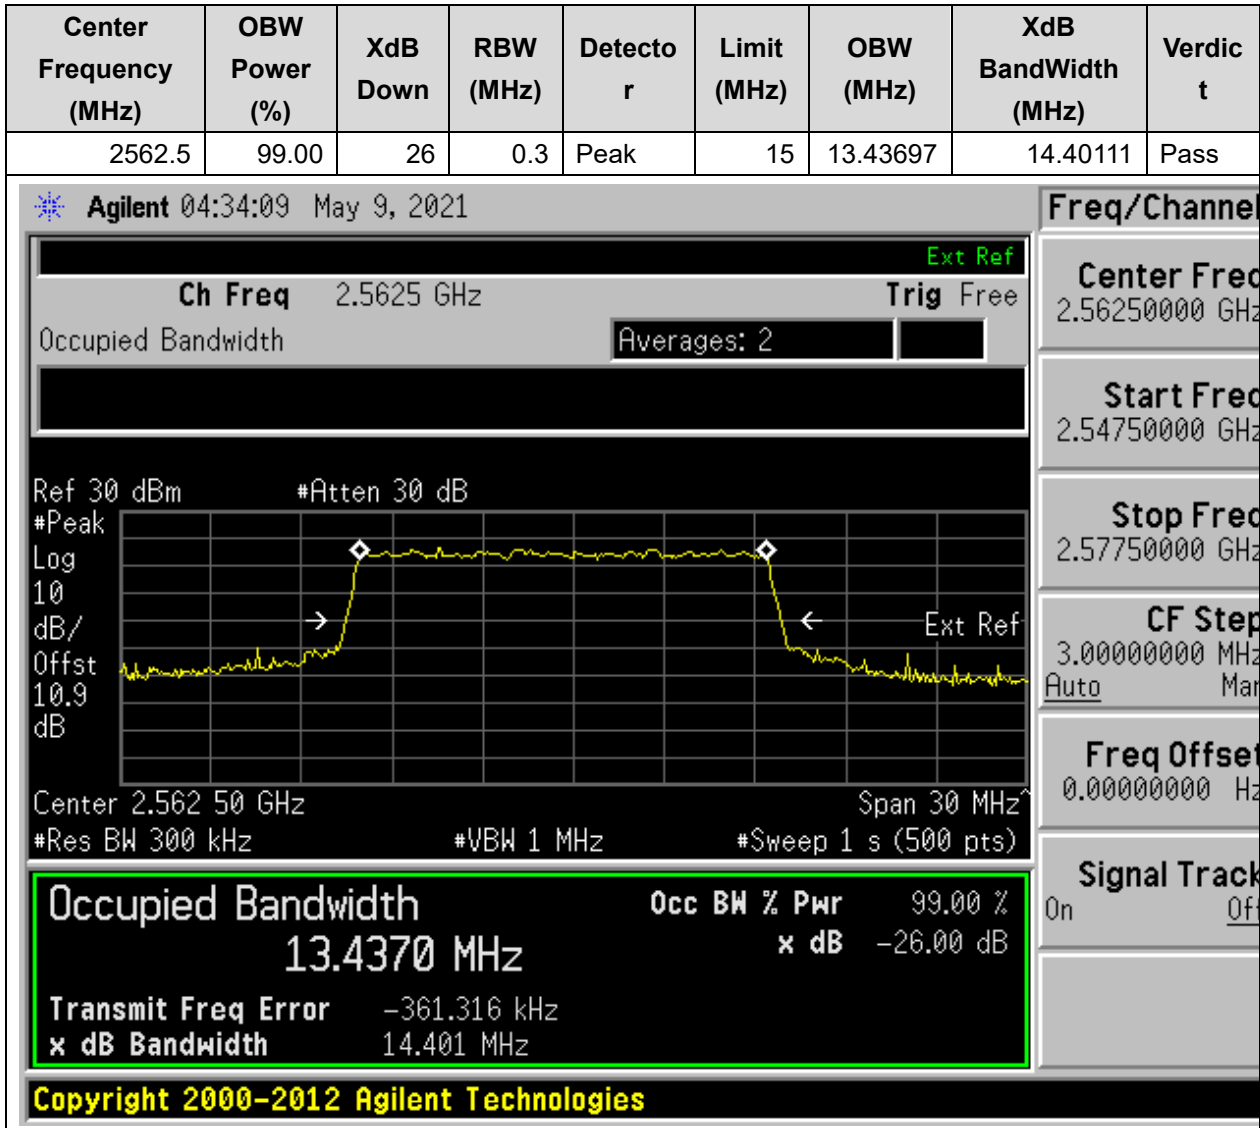 Center Frequency (MHz) OBW Power (%) XdB Down RBW (MHz) Detecto r Limit (MHz) OBW (MHz) XdB BandWidth (MHz) Verdic t
2562.5 99.00 26 0.3 Peak 15 13.43697 14.40111 Pass
Agilent 04:34:09 May 9, 2021
Freq/Channel
Ext Ref
Ch Freq 2.5625 GHz Trig Free
Occupied Bandwidth Averages: 2
Center Freq
2.56250000 GHz
Start Freq
2.54750000 GHz
Stop Freq
2.57750000 GHz
CF Step
3.00000000 MHz
Auto Man
Freq Offset
0.00000000 Hz
Signal Track
On Off
Ref 30 dBm #Atten 30 dB
#Peak
Log
10
dB/
Offst
10.9
dB
Ext Ref
Center 2.562 50 GHz Span 30 MHz^
#Res BW 300 kHz #VBW 1 MHz #Sweep 1 s (500 pts)
Occupied Bandwidth
13.4370 MHz
Occ BW % Pwr 99.00 %
x dB -26.00 dB
Transmit Freq Error -361.316 kHz
x dB Bandwidth 14.401 MHz
Copyright 2000-2012 Agilent Technologies